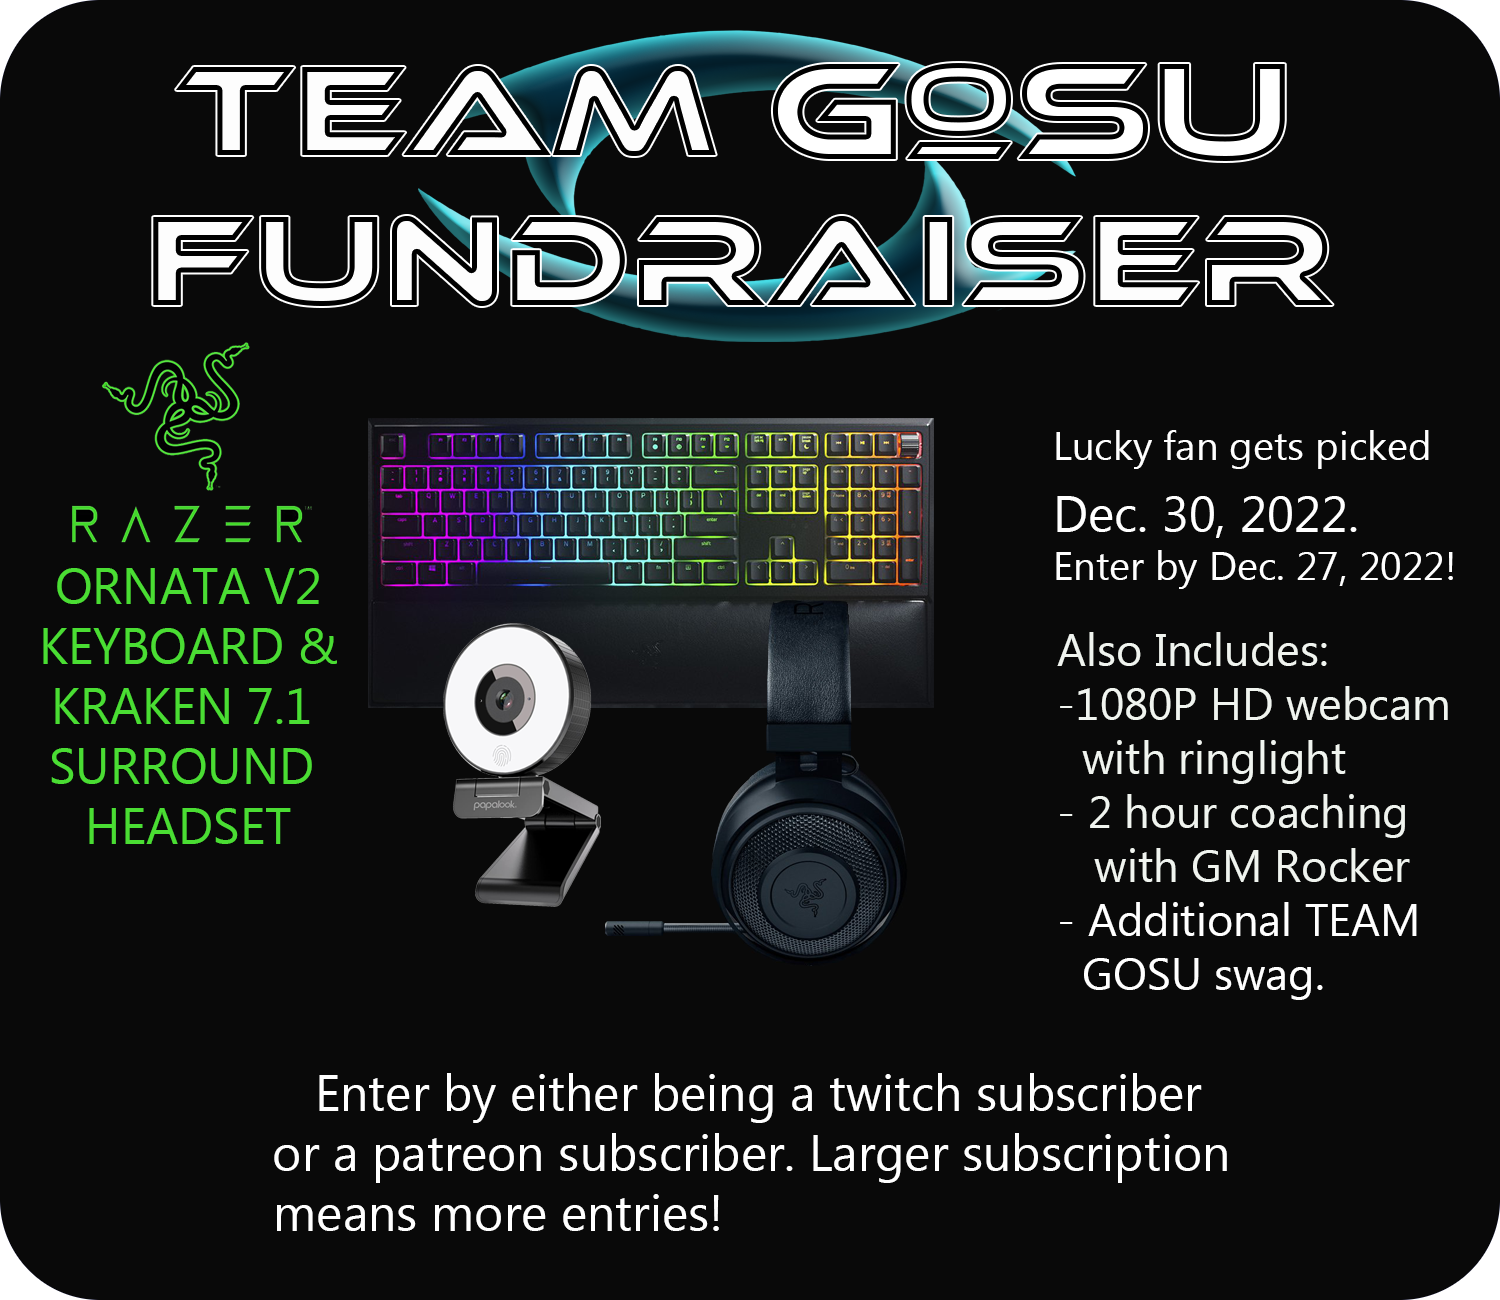 TEAM GOSU
FUNDRAISER
RAZER
ORNATA V2
KEYBOARD &
KRAKEN 7.1
SURROUND
HEADSET
papalook.
Lucky fan gets picked
Dec. 30, 2022.
Enter by Dec. 27, 2022!
Also Includes:
-1080P HD webcam
with ringlight
- 2 hour coaching
with GM Rocker
- Additional TEAM
GOSU swag.
Enter by either being a twitch subscriber
or a patreon subscriber. Larger subscription
means more entries!